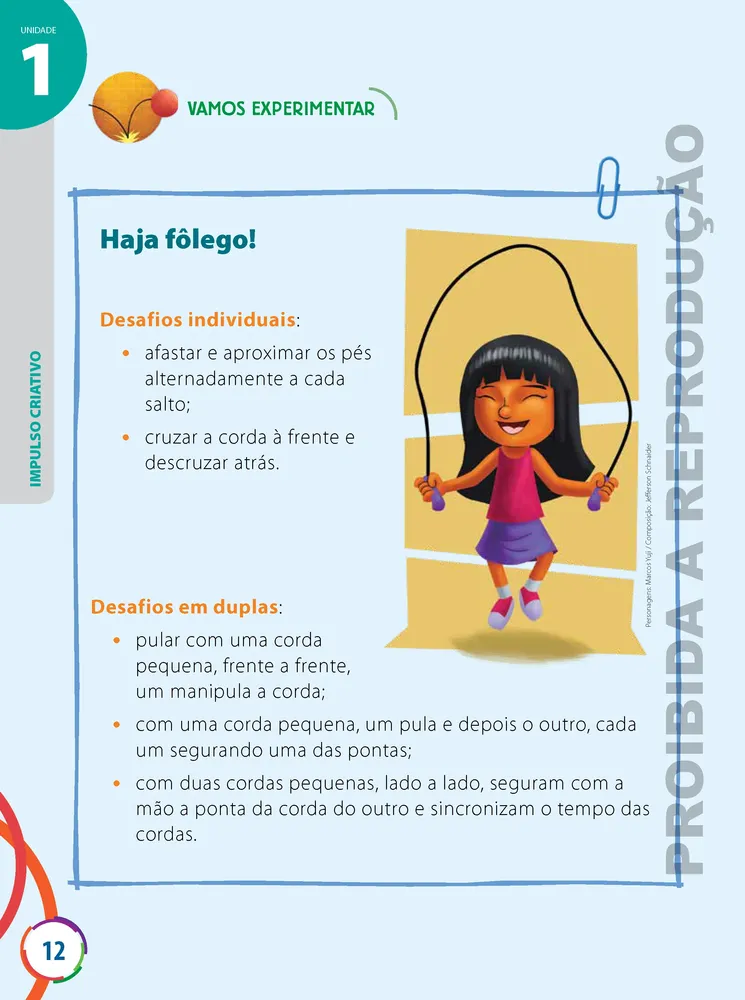 UNIDADE
1
VAMOS EXPERIMENTAR
Haja fôlego!
Desafios individuais:
• afastar e aproximar os pés
alternadamente a cada
salto;
• cruzar a corda à frente e
descruzar atrás.
IMPULSO CRIATIVO
Personagens: Marcos Yuji / Composição: Jefferson Schnaider
Desafios em duplas:
• pular com uma corda
pequena, frente a frente,
um manipula a corda;
• com uma corda pequena, um pula e depois o outro, cada
um segurando uma das pontas;
• com duas cordas pequenas, lado a lado, seguram com a
mão a ponta da corda do outro e sincronizam o tempo das
cordas.
PROIBIDA A REPRODUÇÃO
12